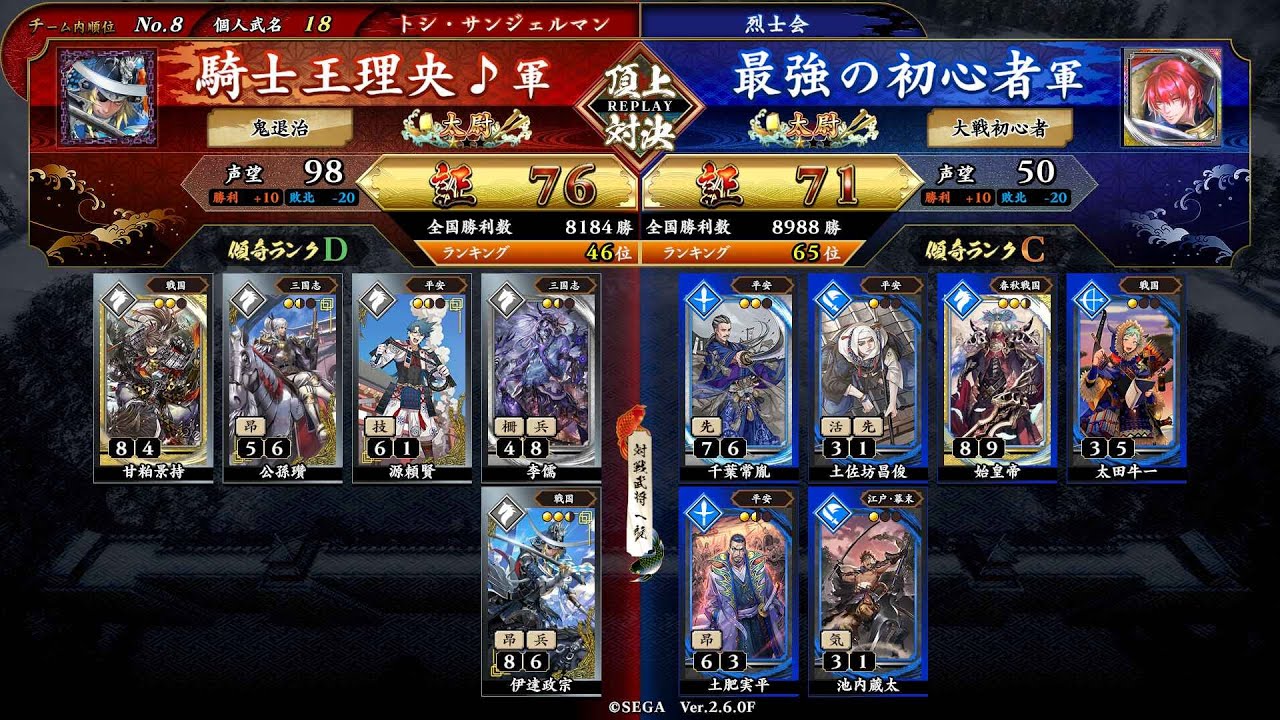 チーム内順位 No.8 個人武名 18 トシ・サンジェルマン
烈士会
騎士王理央♪軍
頂上
REPLAY
対決
最強の初心者軍
鬼退治
太尉
太尉
大戦初心者
声望 98
勝利 +10 敗北 -20
証 76
証 71
声望 50
勝利 +10 敗北 -20
全国勝利数 8184勝
全国勝利数 8988勝
傾奇ランクD
ランキング 46位
ランキング 65位
傾奇ランクC
戦国
8 4
甘粕景持
三国志
昂
5 6
公孫瓚
平安
技
6 1
源頼賢
三国志
柵 兵
4 8
李儒
平安
先
7 6
千葉常胤
平安
活 先
3 1
土佐坊昌俊
春秋戦国
8 9
始皇帝
戦国
3 5
太田牛一
対戦武将一覧
戦国
昂 兵
8 6
伊達政宗
平安
昂
6 3
土肥実平
江戸・幕末
気
3 1
池内蔵太
©SEGA Ver.2.6.0F